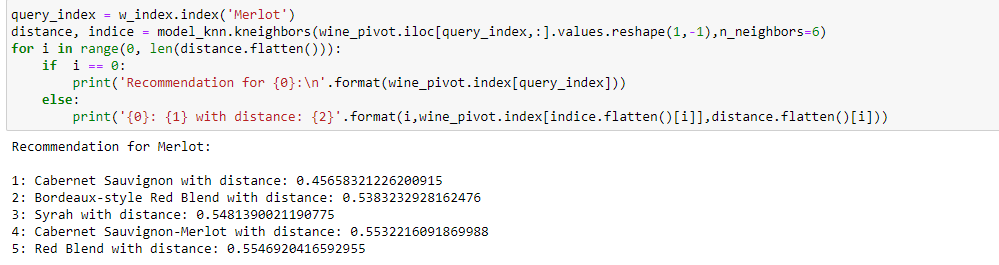 query_index = w_index.index('Merlot')
distance, indice = model_knn.kneighbors(wine_pivot.iloc[query_index,:].values.reshape(1,-1),n_neighbors=6)
for i in range(0, len(distance.flatten())):
    if  i == 0:
        print('Recommendation for {0}:\n'.format(wine_pivot.index[query_index]))
    else:
        print('{0}: {1} with distance: {2}'.format(i,wine_pivot.index[indice.flatten()[i]],distance.flatten()[i]))
Recommendation for Merlot:
1: Cabernet Sauvignon with distance: 0.45658321226200915
2: Bordeaux-style Red Blend with distance: 0.5383232928162476
3: Syrah with distance: 0.5481390021190775
4: Cabernet Sauvignon-Merlot with distance: 0.5532216091869988
5: Red Blend with distance: 0.5546920416592955